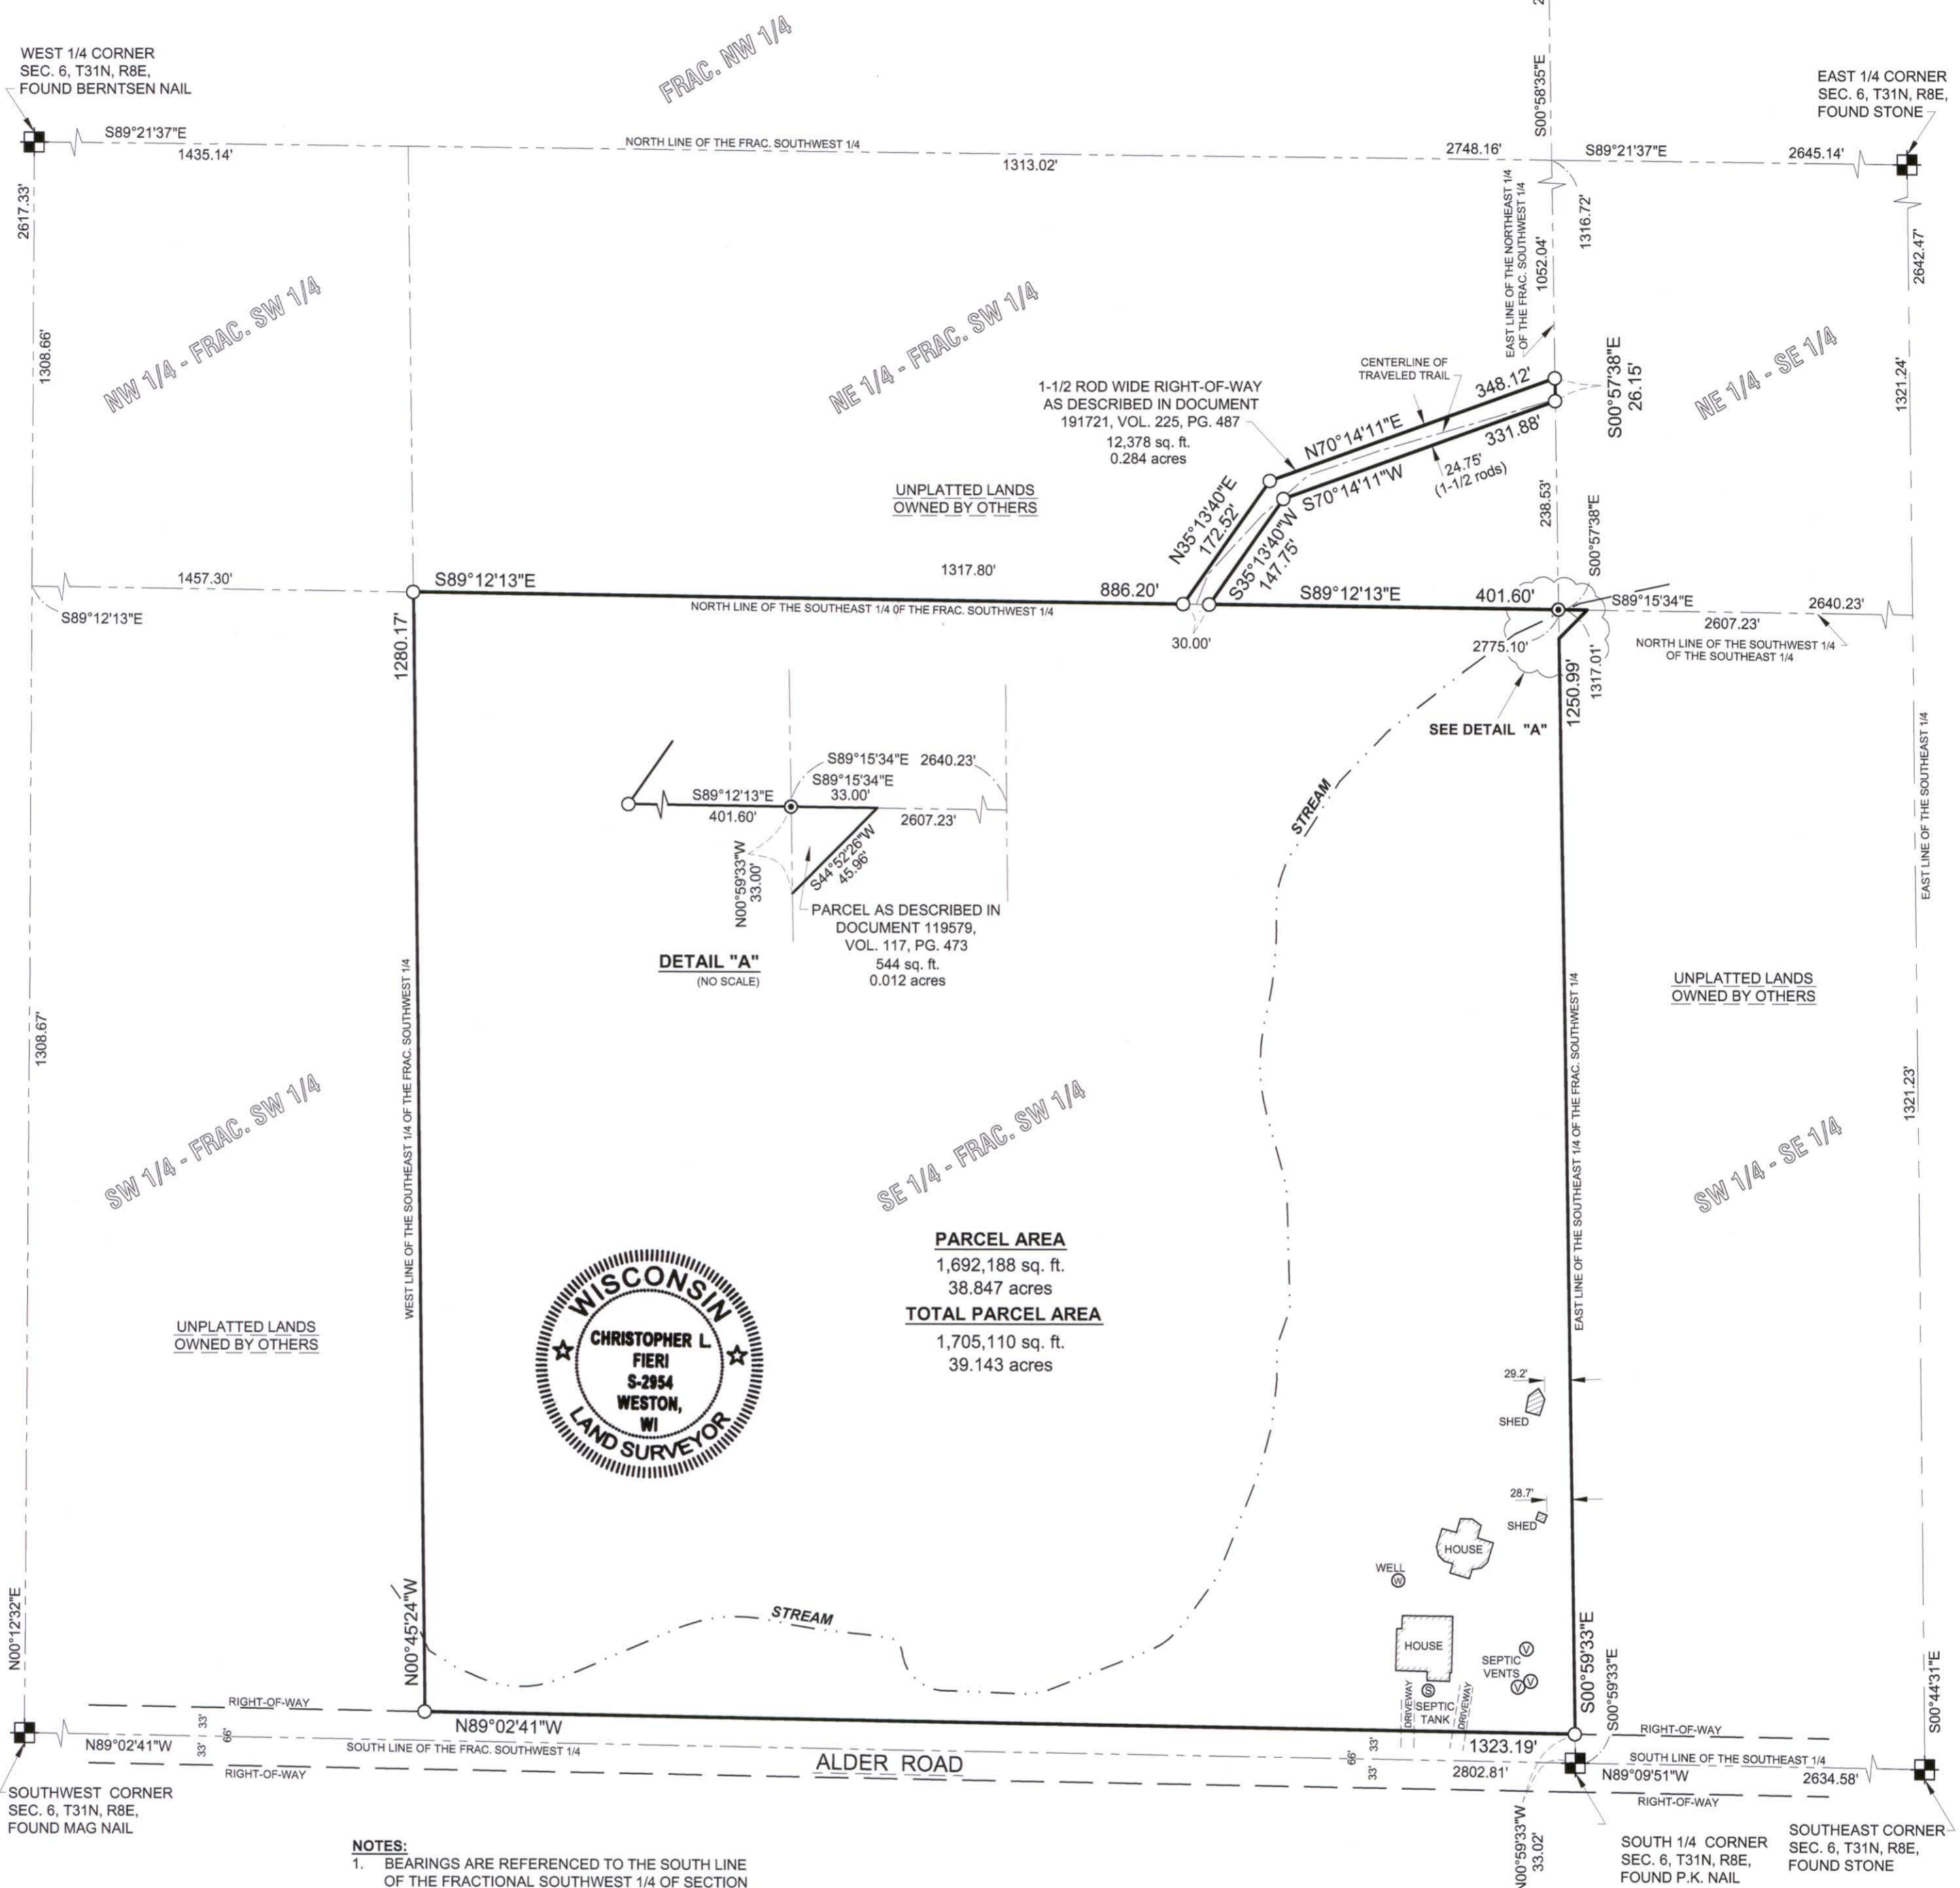 WEST 1/4 CORNER
SEC. 6, T31N, R8E,
FOUND BERNTSEN NAIL
FRAC. NW 1/4
S00°58'35"E
EAST 1/4 CORNER
SEC. 6, T31N, R8E,
FOUND STONE
S89°21'37"E
1435.14'
NORTH LINE OF THE FRAC. SOUTHWEST 1/4
1313.02'
2748.16'
S89°21'37"E
2645.14'
2617.33'
1308.66'
NW 1/4 - FRAC. SW 1/4
NE 1/4 - FRAC. SW 1/4
EAST LINE OF THE NORTHEAST 1/4
OF THE FRAC. SOUTHWEST 1/4
1052.04'
1316.72'
2642.47'
1321.24'
NE 1/4 - SE 1/4
1-1/2 ROD WIDE RIGHT-OF-WAY
AS DESCRIBED IN DOCUMENT
191721, VOL. 225, PG. 487
12,378 sq. ft.
0.284 acres
CENTERLINE OF
TRAVELED TRAIL
348.12'
N70°14'11"E
331.88'
S70°14'11"W
24.75'
(1-1/2 rods)
S00°57'38"E
26.15'
UNPLATTED LANDS
OWNED BY OTHERS
N35°13'40"E
172.52'
S35°13'40"W
147.75'
238.53'
S00°57'38"E
1457.30'
S89°12'13"E
S89°12'13"E
1317.80'
886.20'
NORTH LINE OF THE SOUTHEAST 1/4 OF THE FRAC. SOUTHWEST 1/4
30.00'
S89°12'13"E
401.60'
2775.10'
S89°15'34"E
2640.23'
2607.23'
NORTH LINE OF THE SOUTHWEST 1/4
OF THE SOUTHEAST 1/4
1280.17'
1250.99'
1317.01'
SEE DETAIL "A"
S89°15'34"E 2640.23'
S89°15'34"E
33.00'
S89°12'13"E
401.60'
2607.23'
N00°59'33"W
33.00'
S44°52'26"W
45.96'
PARCEL AS DESCRIBED IN
DOCUMENT 119579,
VOL. 117, PG. 473
544 sq. ft.
0.012 acres
DETAIL "A"
(NO SCALE)
STREAM
EAST LINE OF THE SOUTHEAST 1/4
1308.67'
WEST LINE OF THE SOUTHEAST 1/4 OF THE FRAC. SOUTHWEST 1/4
EAST LINE OF THE SOUTHEAST 1/4 OF THE FRAC. SOUTHWEST 1/4
UNPLATTED LANDS
OWNED BY OTHERS
1321.23'
SW 1/4 - FRAC. SW 1/4
SE 1/4 - FRAC. SW 1/4
SW 1/4 - SE 1/4
PARCEL AREA
1,692,188 sq. ft.
38.847 acres
TOTAL PARCEL AREA
1,705,110 sq. ft.
39.143 acres
WISCONSIN
CHRISTOPHER L.
FIERI
S-2954
WESTON,
WI
LAND SURVEYOR
UNPLATTED LANDS
OWNED BY OTHERS
29.2'
SHED
28.7'
SHED
HOUSE
WELL
W
HOUSE
SEPTIC
VENTS
V
V
V
S
SEPTIC
TANK
DRIVEWAY
DRIVEWAY
STREAM
N00°12'32"E
N00°45'24"W
S00°59'33"E
S00°59'33"E
S00°44'31"E
RIGHT-OF-WAY
33'
33'
66'
N89°02'41"W
N89°02'41"W
SOUTH LINE OF THE FRAC. SOUTHWEST 1/4
RIGHT-OF-WAY
ALDER ROAD
66'
33'
33'
1323.19'
2802.81'
RIGHT-OF-WAY
SOUTH LINE OF THE SOUTHEAST 1/4
N89°09'51"W
2634.58'
RIGHT-OF-WAY
N00°59'33"W
33.02'
SOUTHWEST CORNER
SEC. 6, T31N, R8E,
FOUND MAG NAIL
SOUTH 1/4 CORNER
SEC. 6, T31N, R8E,
FOUND P.K. NAIL
SOUTHEAST CORNER
SEC. 6, T31N, R8E,
FOUND STONE
NOTES:
1. BEARINGS ARE REFERENCED TO THE SOUTH LINE
OF THE FRACTIONAL SOUTHWEST 1/4 OF SECTION